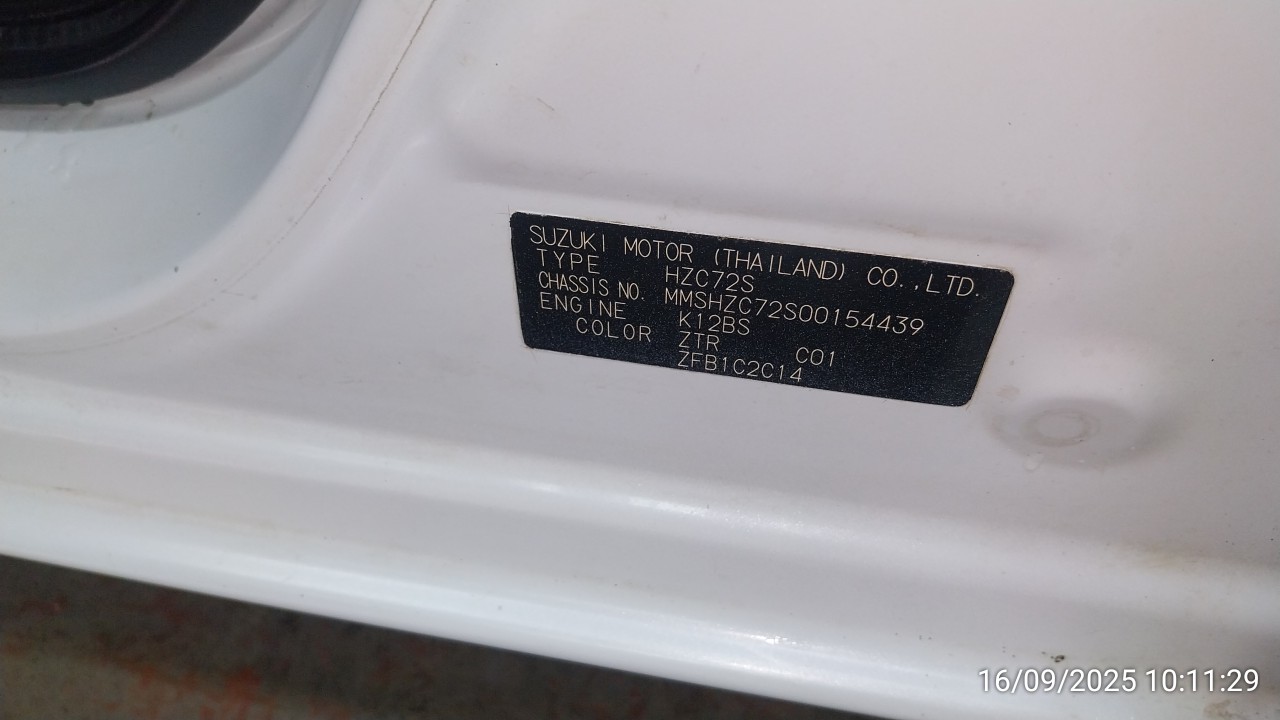 SUZUKI MOTOR (THAILAND) CO.,LTD.
TYPE HZC72S
CHASSIS NO. MMSHZC72S00154439
ENGINE K12BS
COLOR ZTR C01
ZFB1C2C14
16/09/2025 10:11:29